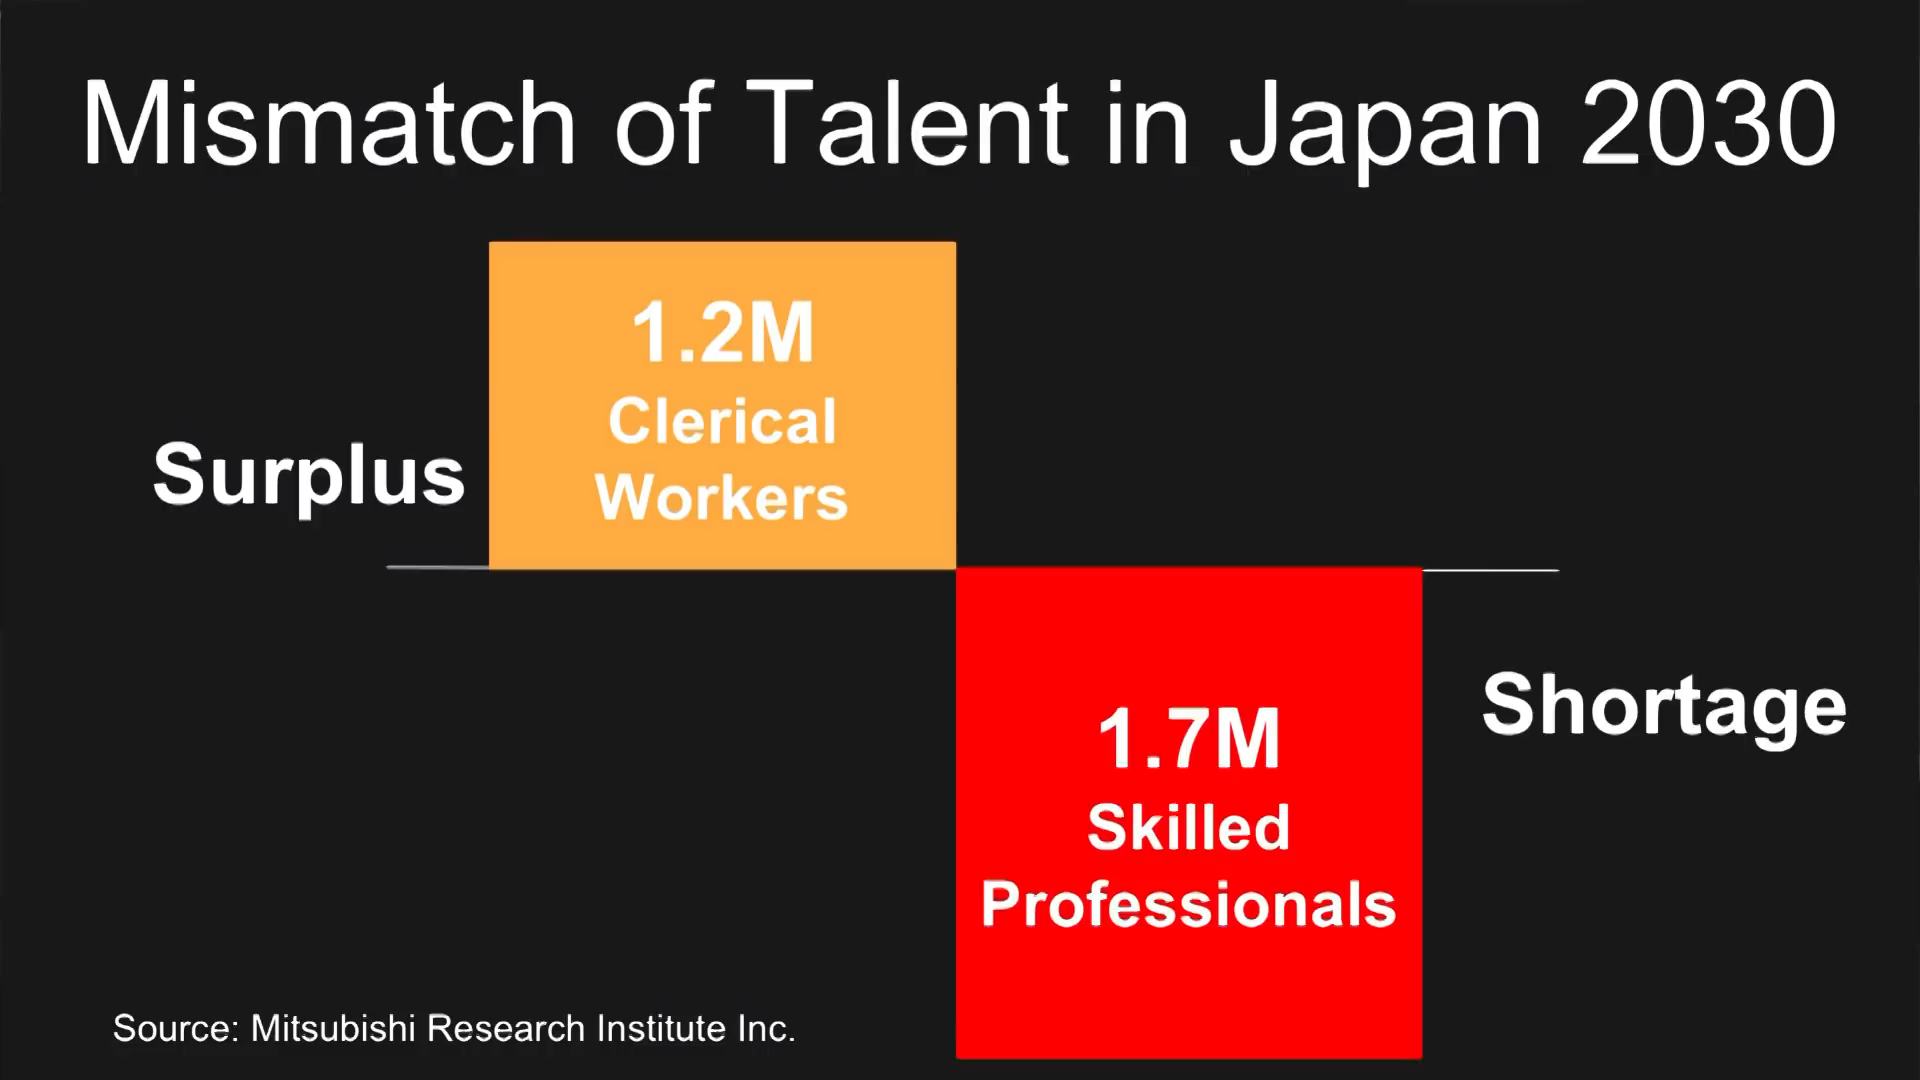 Mismatch of Talent in Japan 2030
1.2M
Clerical
Workers
Surplus
1.7M
Skilled
Professionals
Shortage
Source: Mitsubishi Research Institute Inc.